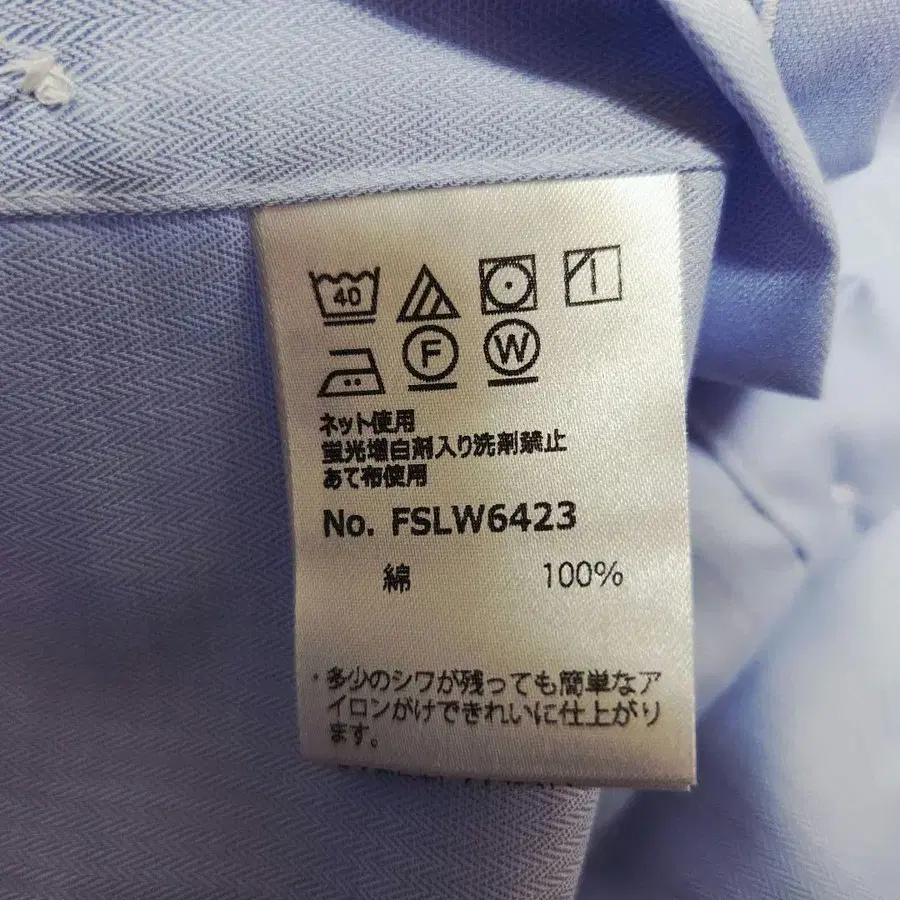 40
F W
ネット使用
蛍光増白剤入り洗剤禁止
あて布使用
No. FSLW6423
綿 100%
・多少のシワが残っても簡単なア
イロンがけできれいに仕上がり
ます。